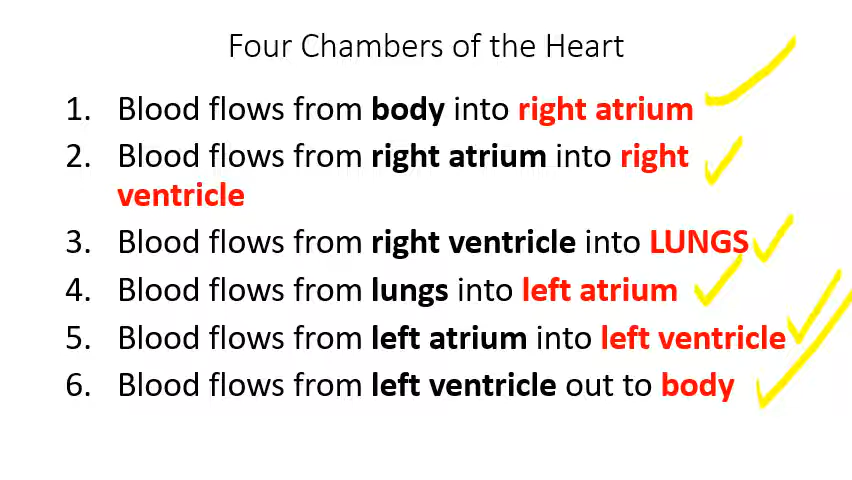 Four Chambers of the Heart
1. Blood flows from body into right atrium
2. Blood flows from right atrium into right
ventricle
3. Blood flows from right ventricle into LUNGS
4. Blood flows from lungs into left atrium
5. Blood flows from left atrium into left ventricle
6. Blood flows from left ventricle out to body